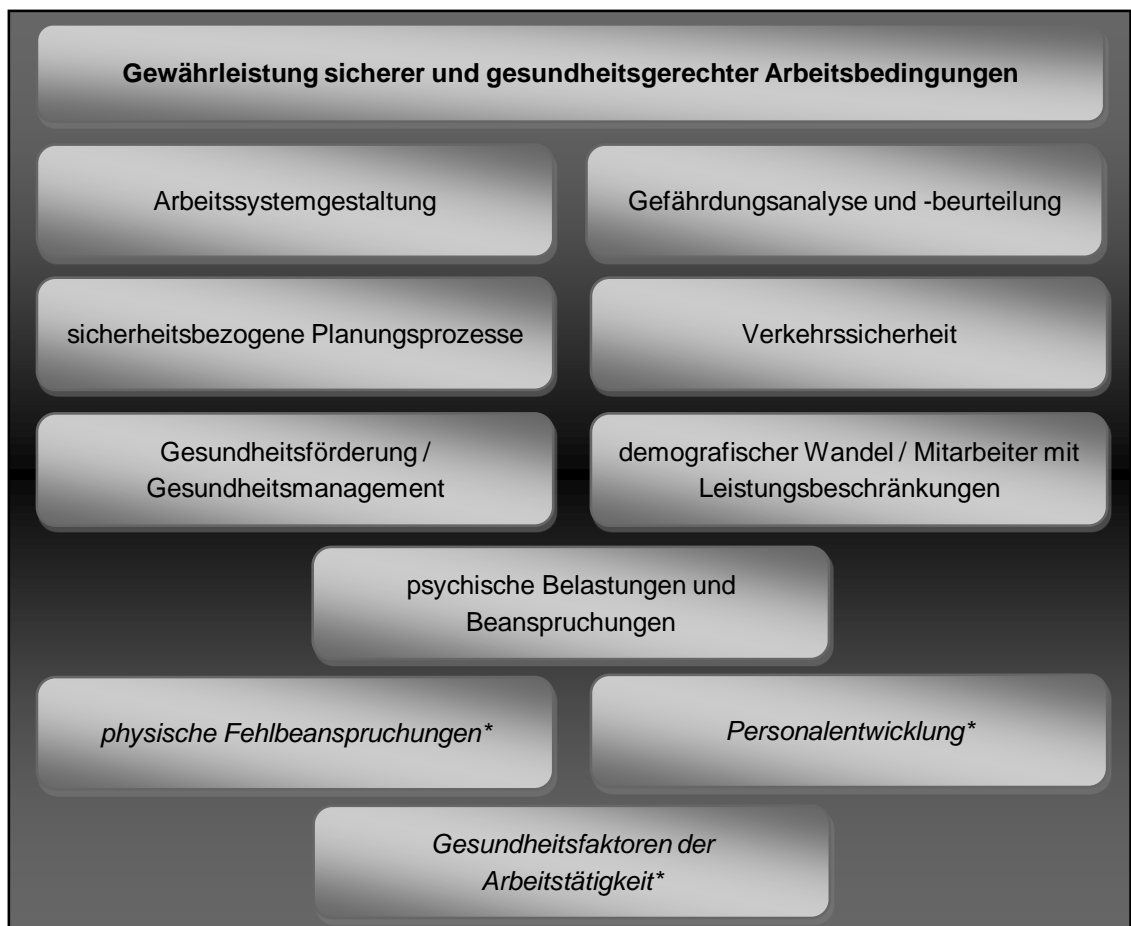 Gewährleistung sicherer und gesundheitsgerechter Arbeitsbedingungen
Arbeitssystemgestaltung
Gefährdungsanalyse und -beurteilung
sicherheitsbezogene Planungsprozesse
Verkehrssicherheit
Gesundheitsförderung /
Gesundheitsmanagement
demografischer Wandel / Mitarbeiter mit
Leistungsbeschränkungen
psychische Belastungen und
Beanspruchungen
physische Fehlbeanspruchungen*
Personalentwicklung*
Gesundheitsfaktoren der
Arbeitstätigkeit*